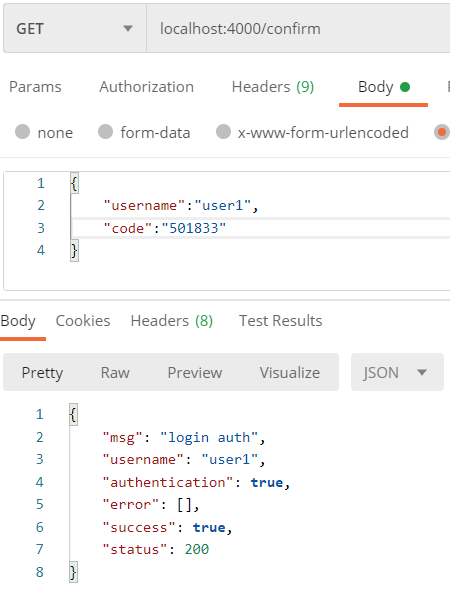 GET localhost:4000/confirm
Params Authorization Headers (9) Body
none form-data x-www-form-urlencoded
1 {
2 "username":"user1",
3 "code":"501833"
4 }
Body Cookies Headers (8) Test Results
Pretty Raw Preview Visualize JSON
1 {
2 "msg": "login auth",
3 "username": "user1",
4 "authentication": true,
5 "error": [],
6 "success": true,
7 "status": 200
8 }